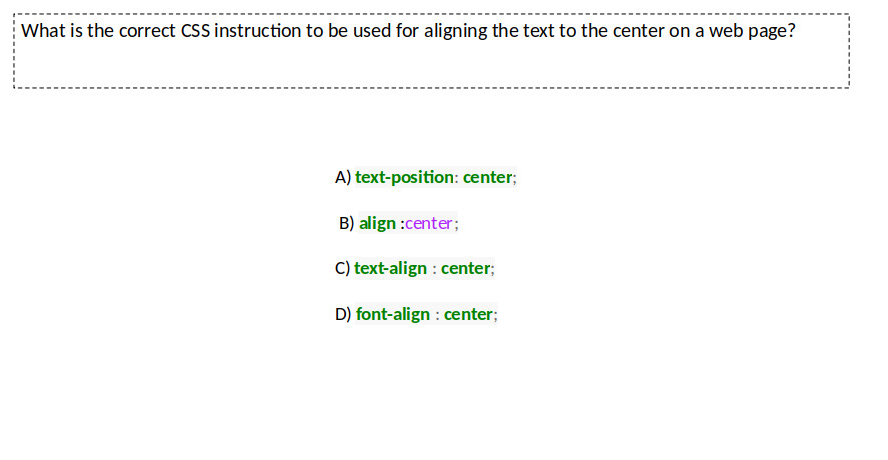 What is the correct CSS instruction to be used for aligning the text to the center on a web page?
A) text-position: center;
B) align :center;
C) text-align : center;
D) font-align : center;